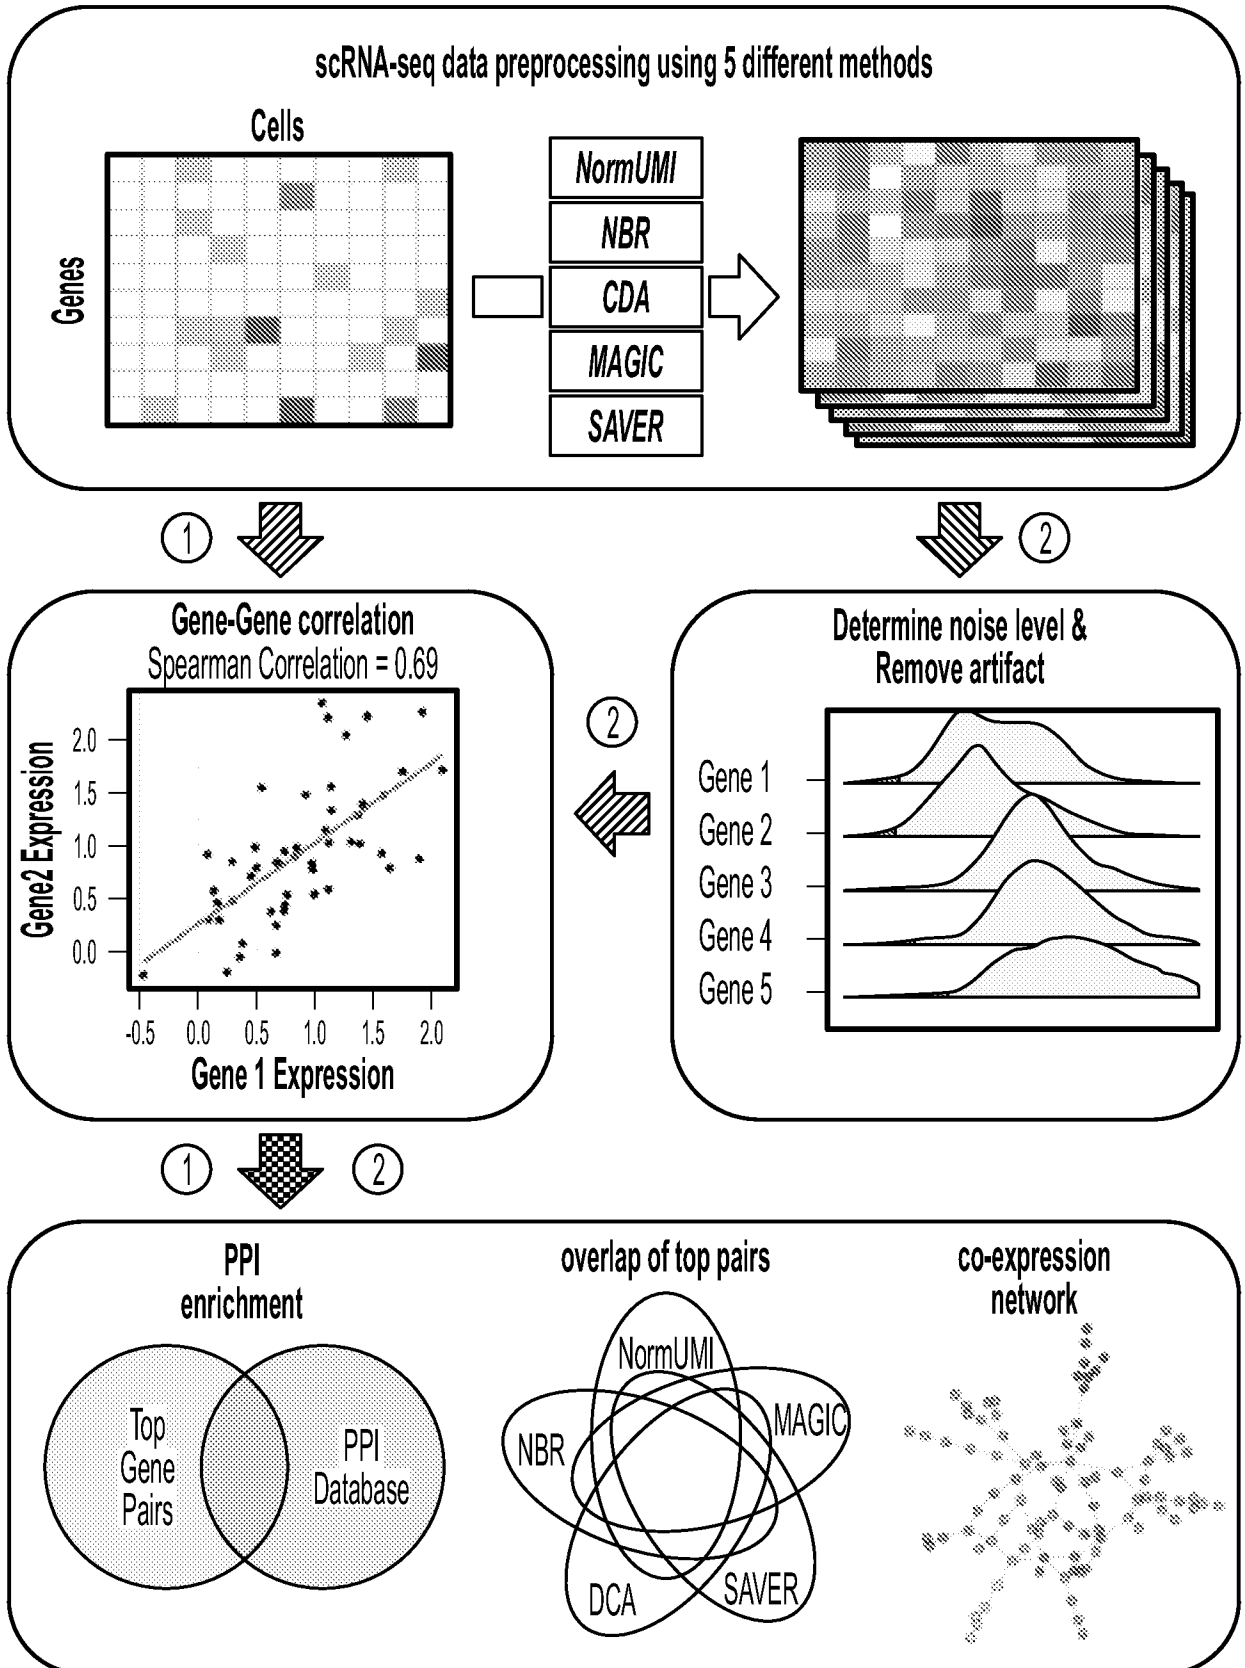 scRNA-seq data preprocessing using 5 different methods
Cells
Genes
NormUMI
NBR
CDA
MAGIC
SAVER
1
2
Gene-Gene correlation
Spearman Correlation = 0.69
Gene2 Expression
2.0
1.5
1.0
0.5
0.0
-0.5 0.0 0.5 1.0 1.5 2.0
Gene 1 Expression
2
Determine noise level &
Remove artifact
Gene 1
Gene 2
Gene 3
Gene 4
Gene 5
1
2
PPI
enrichment
Top
Gene
Pairs
PPI
Database
overlap of top pairs
NormUMI
MAGIC
NBR
DCA
SAVER
co-expression
network